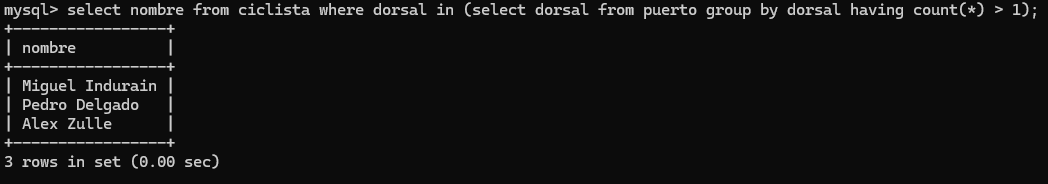 mysql> select nombre from ciclista where dorsal in (select dorsal from puerto group by dorsal having count(*) > 1);
+-----------------+
| nombre          |
+-----------------+
| Miguel Indurain |
| Pedro Delgado   |
| Alex Zulle      |
+-----------------+
3 rows in set (0.00 sec)